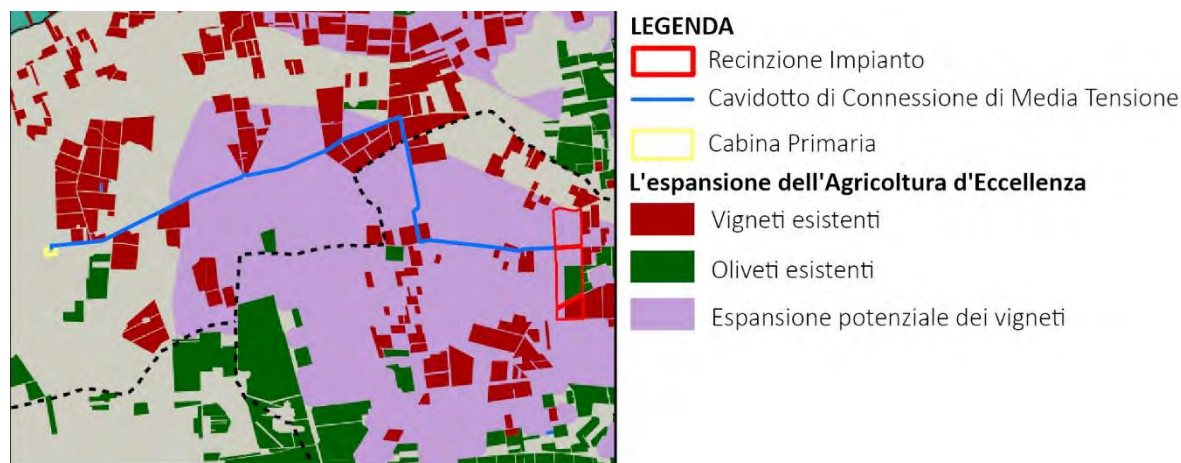 LEGENDA
Recinzione Impianto
Cavidotto di Connessione di Media Tensione
Cabina Primaria
L'espansione dell'Agricoltura d'Eccellenza
Vigneti esistenti
Oliveti esistenti
Espansione potenziale dei vigneti